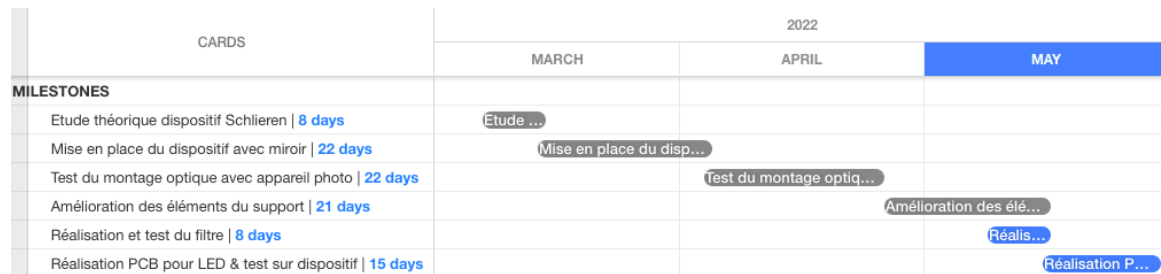 CARDS
2022
MARCH APRIL MAY
MILESTONES
Etude théorique dispositif Schlieren | 8 days Etude ...
Mise en place du dispositif avec miroir | 22 days Mise en place du disp...
Test du montage optique avec appareil photo | 22 days Test du montage optiq...
Amélioration des éléments du support | 21 days Amélioration des élé...
Réalisation et test du filtre | 8 days Réalis...
Réalisation PCB pour LED & test sur dispositif | 15 days Réalisation P...